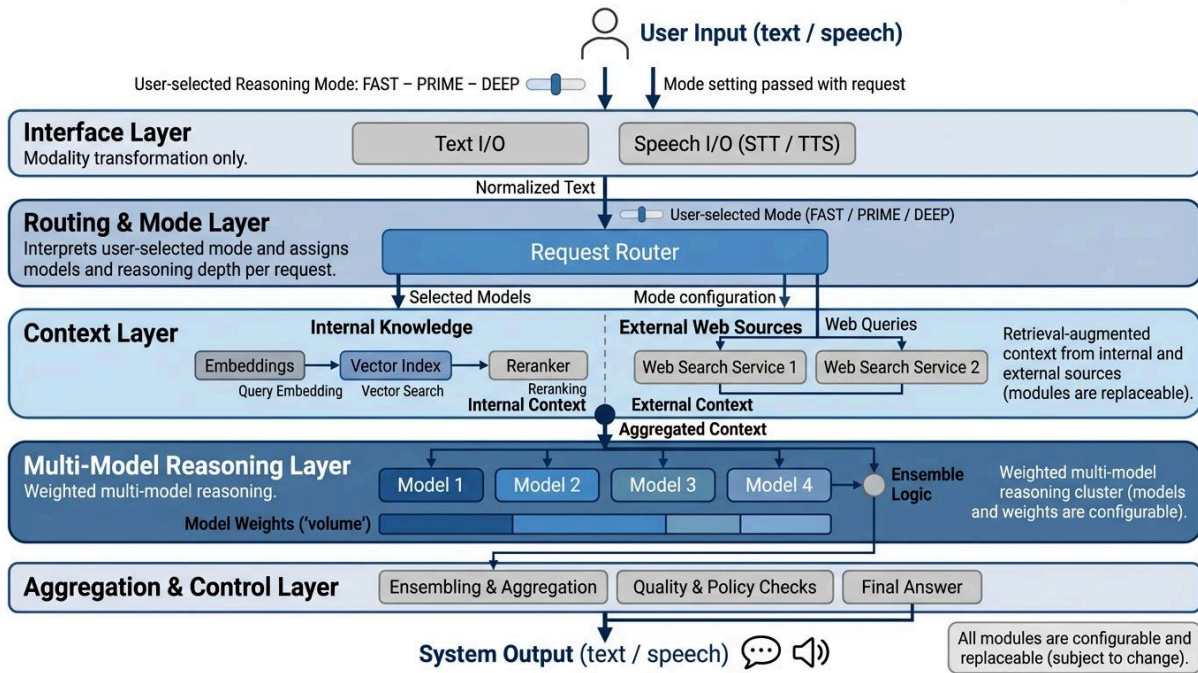 User Input (text / speech)
User-selected Reasoning Mode: FAST – PRIME – DEEP
Mode setting passed with request
Interface Layer
Modality transformation only.
Text I/O
Speech I/O (STT / TTS)
Normalized Text
Routing & Mode Layer
Interprets user-selected mode and assigns
models and reasoning depth per request.
User-selected Mode (FAST / PRIME / DEEP)
Request Router
Selected Models
Mode configuration
Context Layer
Internal Knowledge
Embeddings
Vector Index
Reranker
Query Embedding
Vector Search
Reranking
Internal Context
External Web Sources
Web Queries
Web Search Service 1
Web Search Service 2
External Context
Retrieval-augmented
context from internal and
external sources
(modules are replaceable).
Aggregated Context
Multi-Model Reasoning Layer
Weighted multi-model reasoning.
Model 1
Model 2
Model 3
Model 4
Ensemble
Logic
Weighted multi-model
reasoning cluster (models
and weights are configurable).
Model Weights (‘volume’)
Aggregation & Control Layer
Ensembling & Aggregation
Quality & Policy Checks
Final Answer
System Output (text / speech)
All modules are configurable and
replaceable (subject to change).